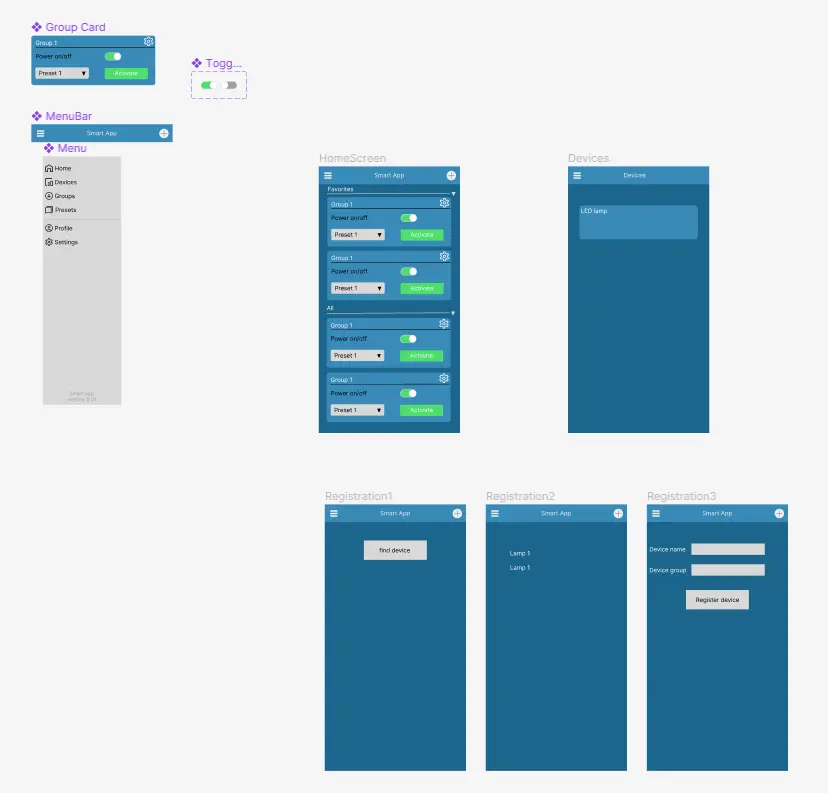 Group Card
Group 1
Power on/off
Preset 1
Activate
Togg...
MenuBar
Smart App
Menu
Home
Devices
Groups
Presets
Profile
Settings
Smart app
HomeScreen
Smart App
Favorites
Group 1
Power on/off
Preset 1
Activate
Group 1
Power on/off
Preset 1
Activate
All
Group 1
Power on/off
Preset 1
Activate
Group 1
Power on/off
Preset 1
Activate
Devices
Devices
LED lamp
Registration1
Smart App
find device
Registration2
Smart App
Lamp 1
Lamp 1
Registration3
Smart App
Device name
Device group
Register device